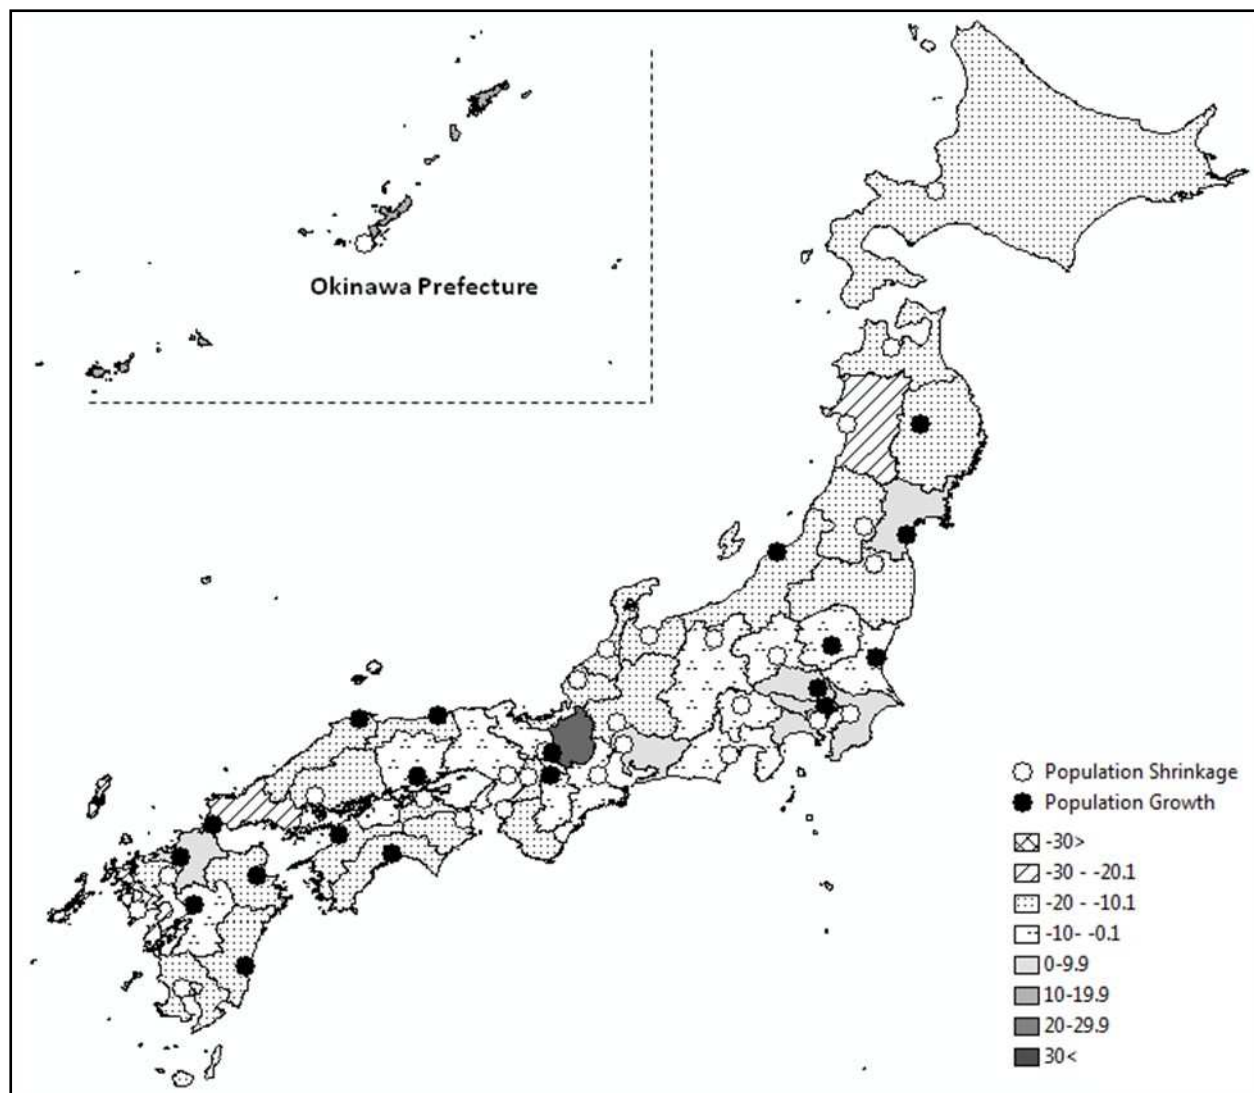 Okinawa Prefecture
Population Shrinkage
Population Growth
-30>
-30 - -20.1
-20 - -10.1
-10- -0.1
0-9.9
10-19.9
20-29.9
30<